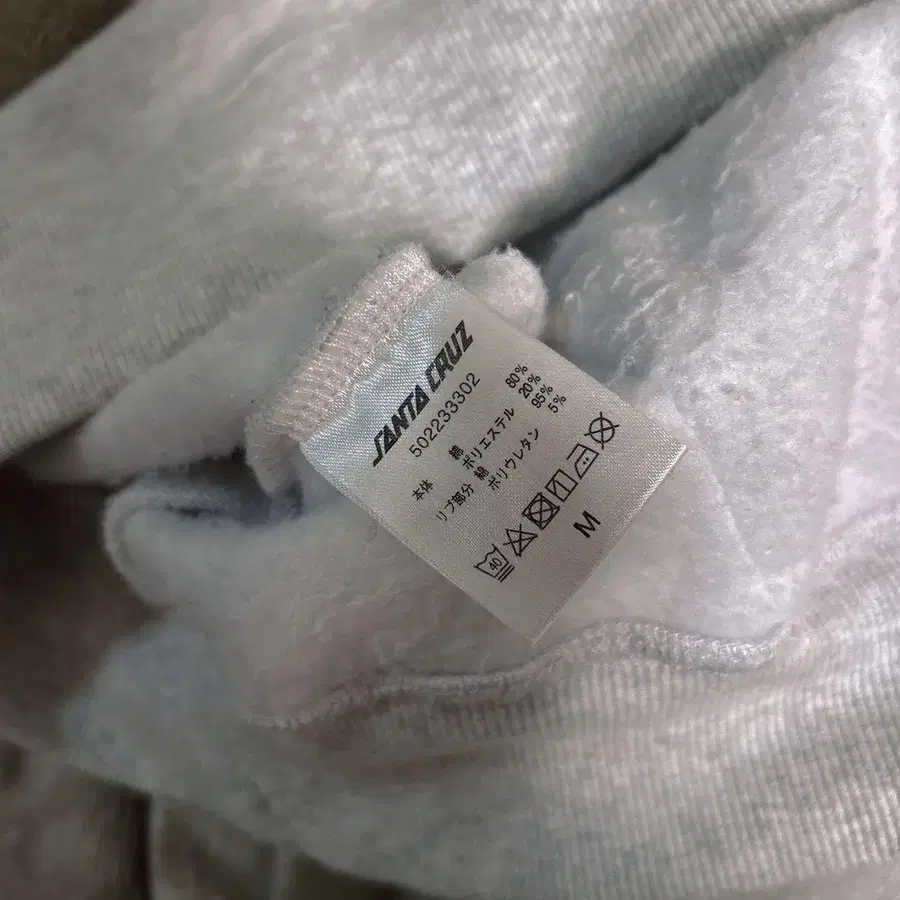 SANTA CRUZ
502233302
本体 綿 80%
ポリエステル 20%
リブ部分 綿 95%
ポリウレタン 5%
40
M